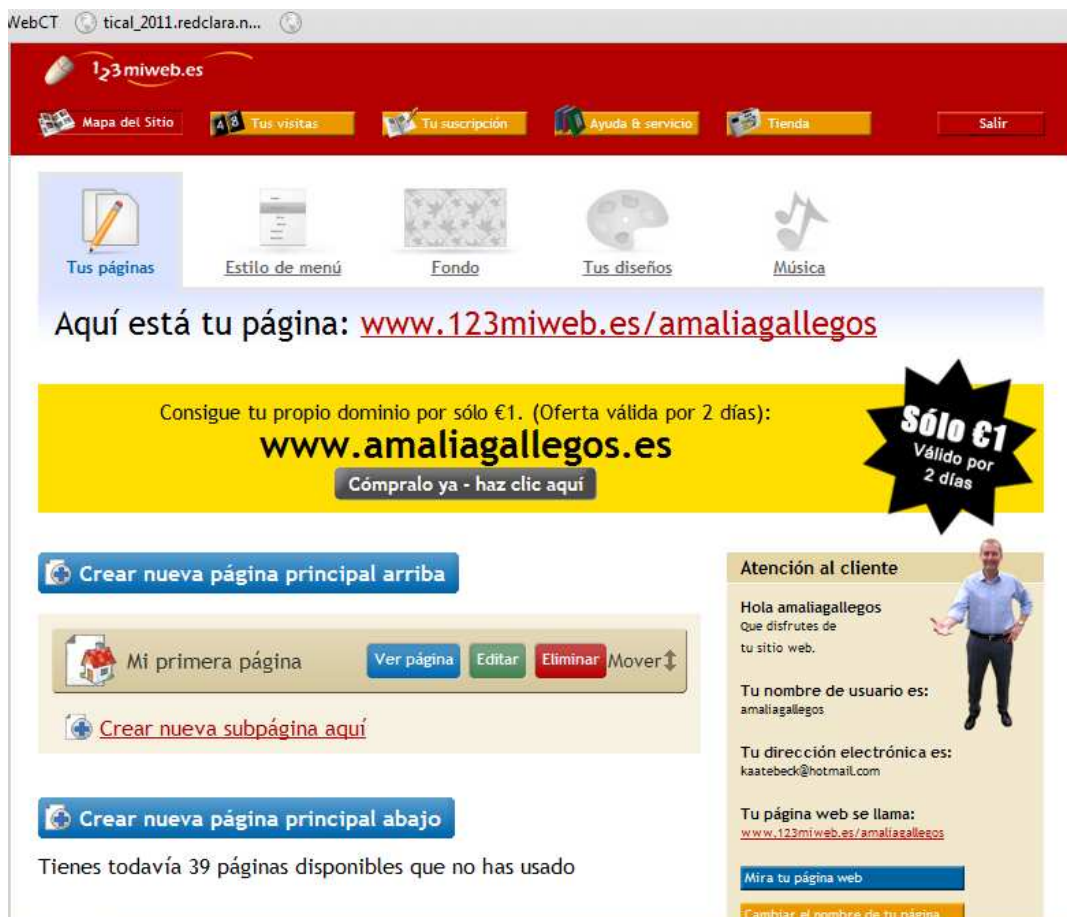 WebCT tical_2011.redclara.n...
123miweb.es
Mapa del Sitio Tus visitas Tu suscripción Ayuda & servicio Tienda Salir
Tus páginas Estilo de menú Fondo Tus diseños Música
Aquí está tu página: www.123miweb.es/amaliagallegos
Consigue tu propio dominio por sólo €1. (Oferta válida por 2 días):
www.amaliagallegos.es
Cómpralo ya - haz clic aquí
Sólo €1
Válido por
2 días
Crear nueva página principal arriba
Mi primera página Ver página Editar Eliminar Mover
Crear nueva subpágina aquí
Crear nueva página principal abajo
Tienes todavía 39 páginas disponibles que no has usado
Atención al cliente
Hola amaliagallegos
Que disfrutes de
tu sitio web.
Tu nombre de usuario es:
amaliagallegos
Tu dirección electrónica es:
kaatebeck@hotmail.com
Tu página web se llama:
www.123miweb.es/amaliagallegos
Mira tu página web
Cambiar el nombre de tu página